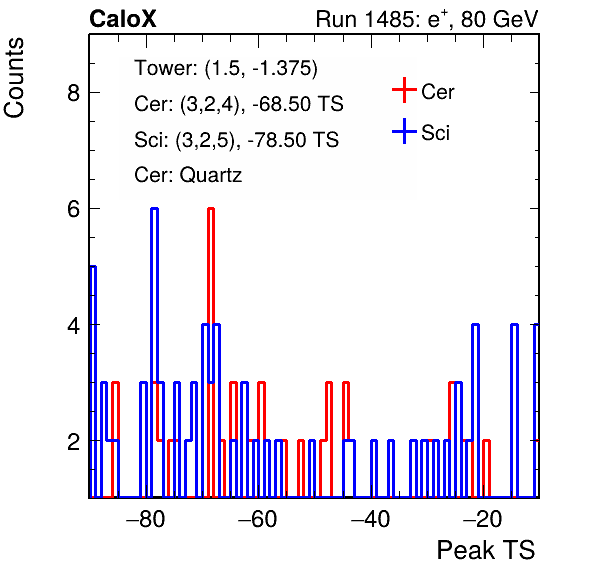 CaloX Run 1485: e+, 80 GeV
Counts
Tower: (1.5, -1.375)
Cer: (3,2,4), -68.50 TS
Sci: (3,2,5), -78.50 TS
Cer: Quartz
Cer
Sci
8
6
4
2
−80 −60 −40 −20
Peak TS